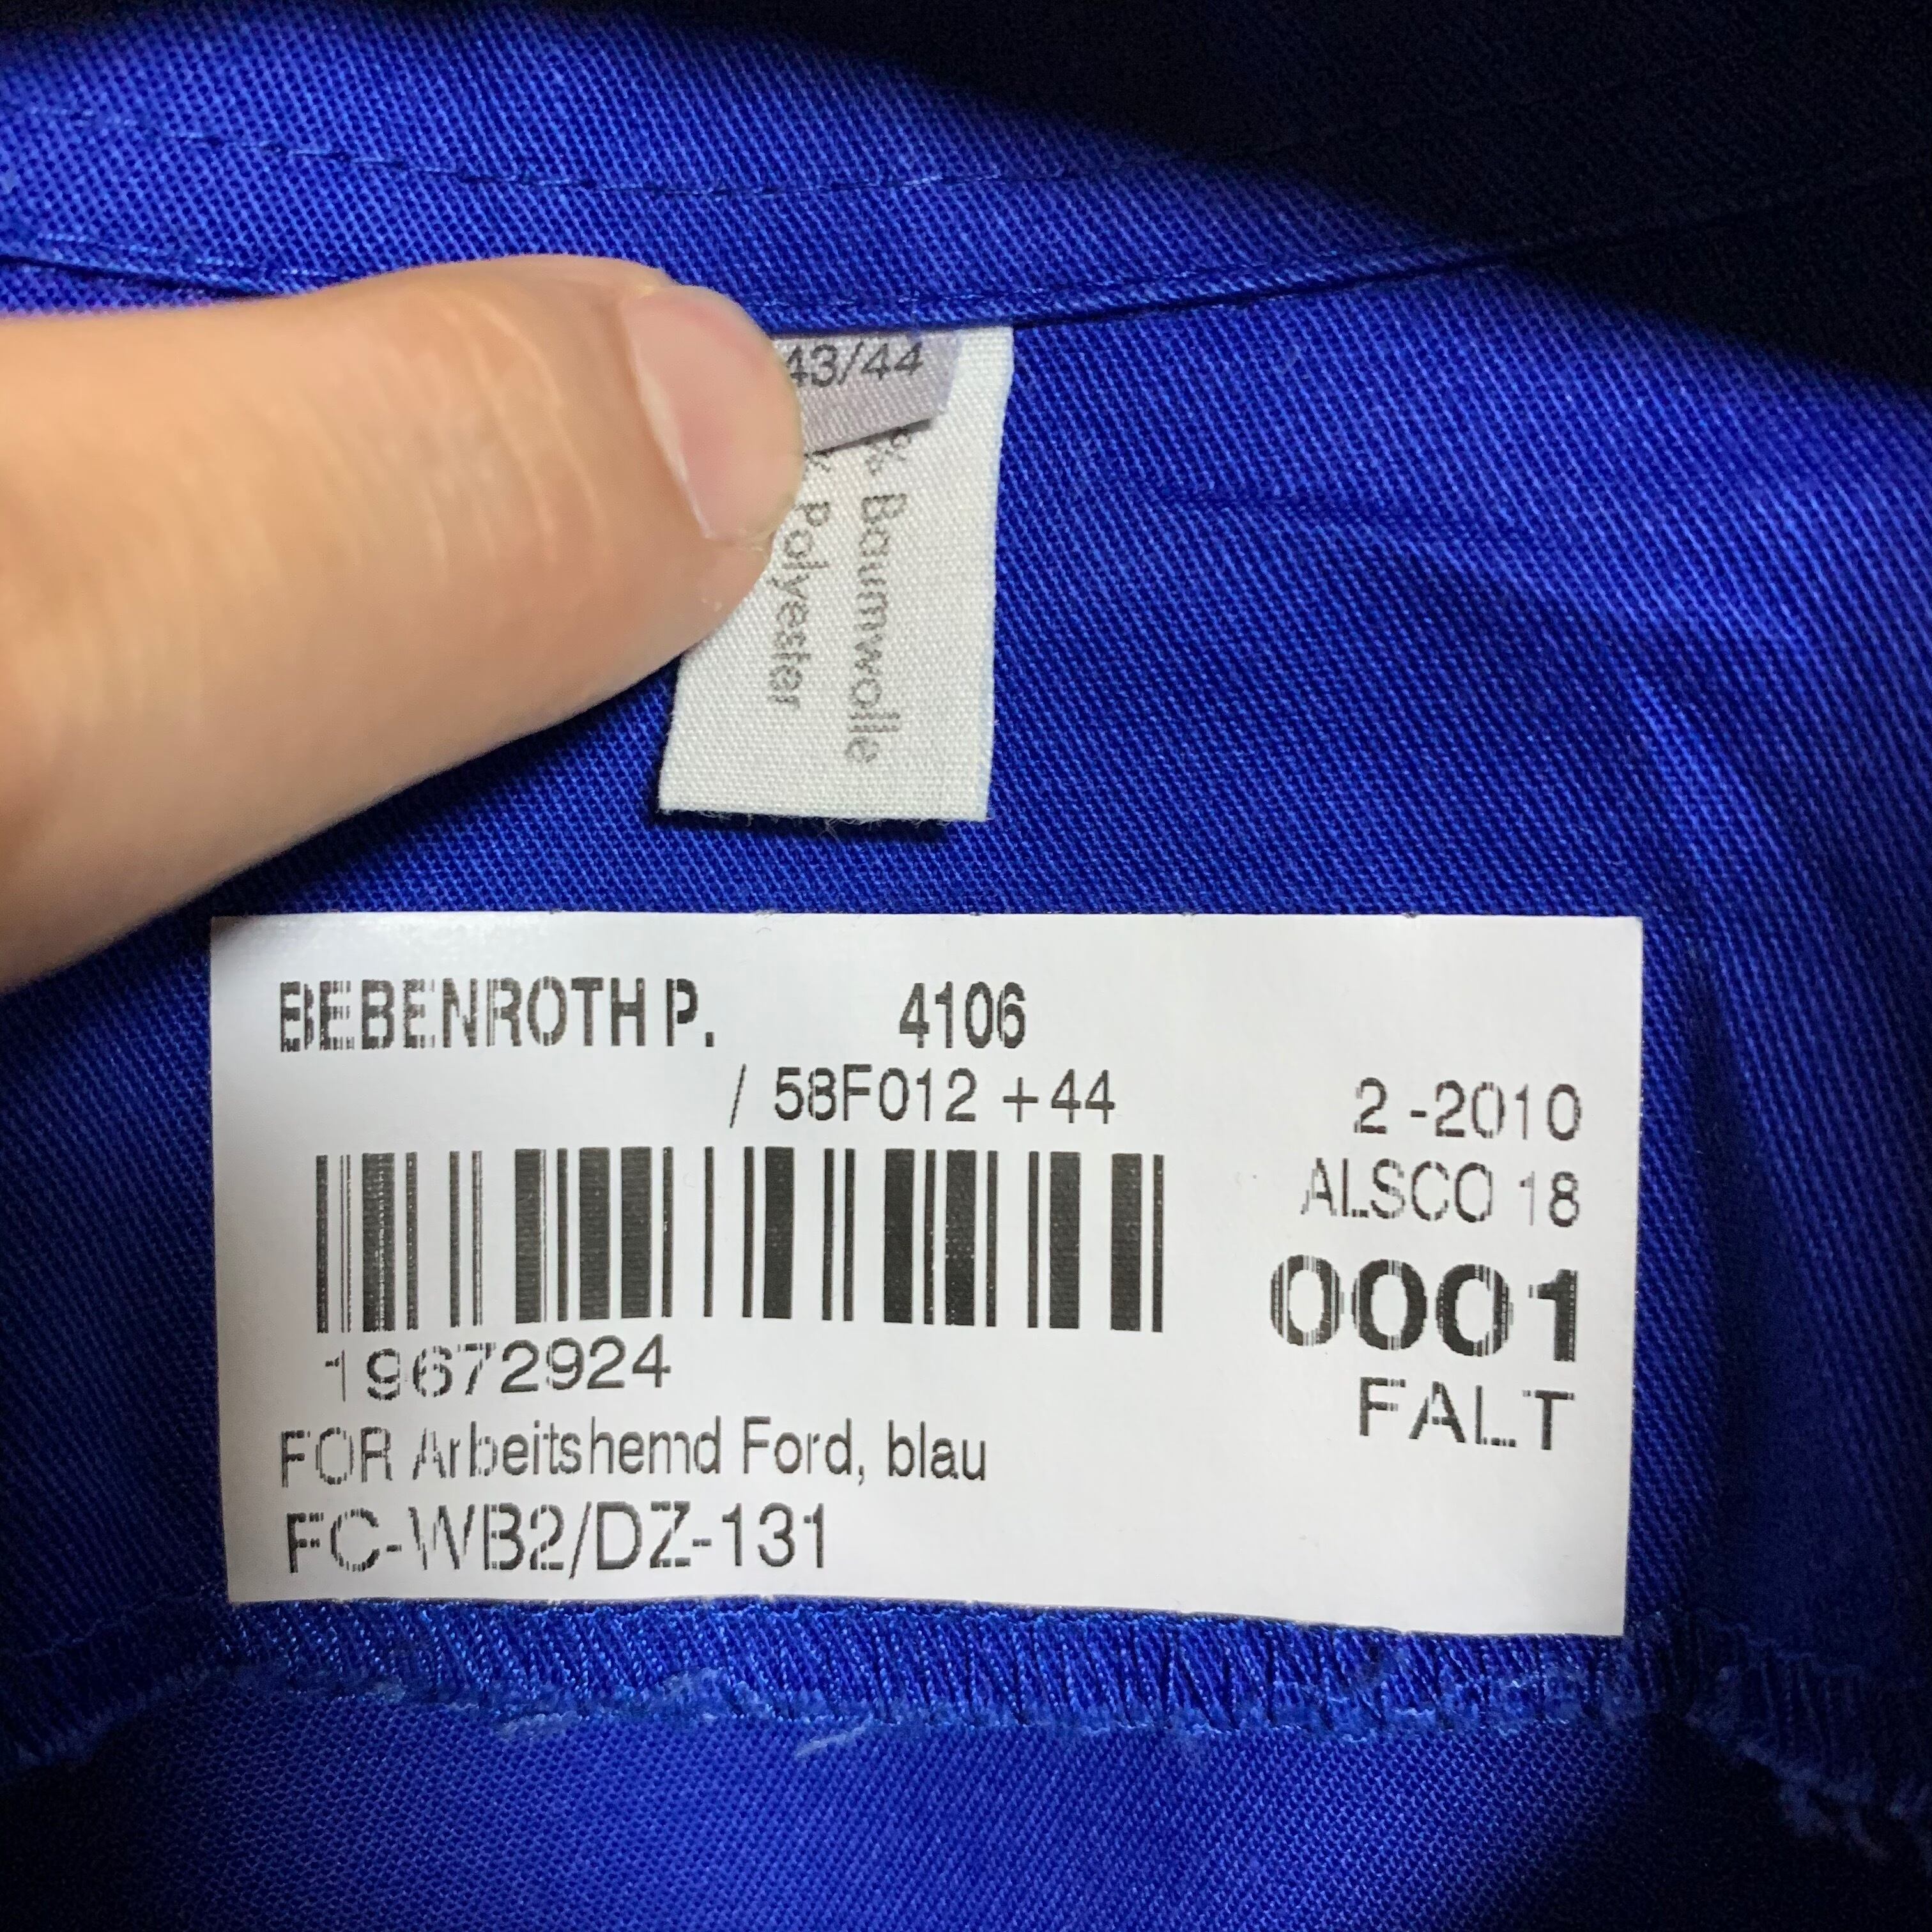 43/44
% Baumwolle
% Polyester
BEBENROTH P. 4106
/ 58F012 +44
2 -2010
ALSCO 18
0001
FALT
19672924
FOR Arbeitshemd Ford, blau
FC-WB2/DZ-131